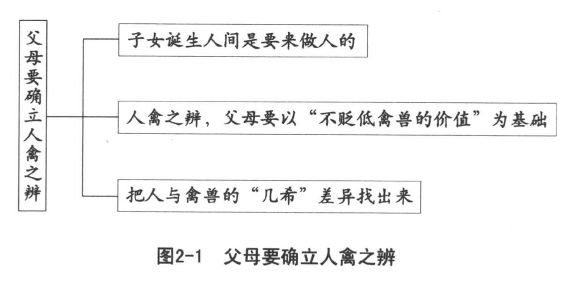 父母要确立人禽之辨
子女诞生人间是要来做人的
人禽之辨，父母要以“不贬低禽兽的价值”为基础
把人与禽兽的“几希”差异找出来
图2-1 父母要确立人禽之辨